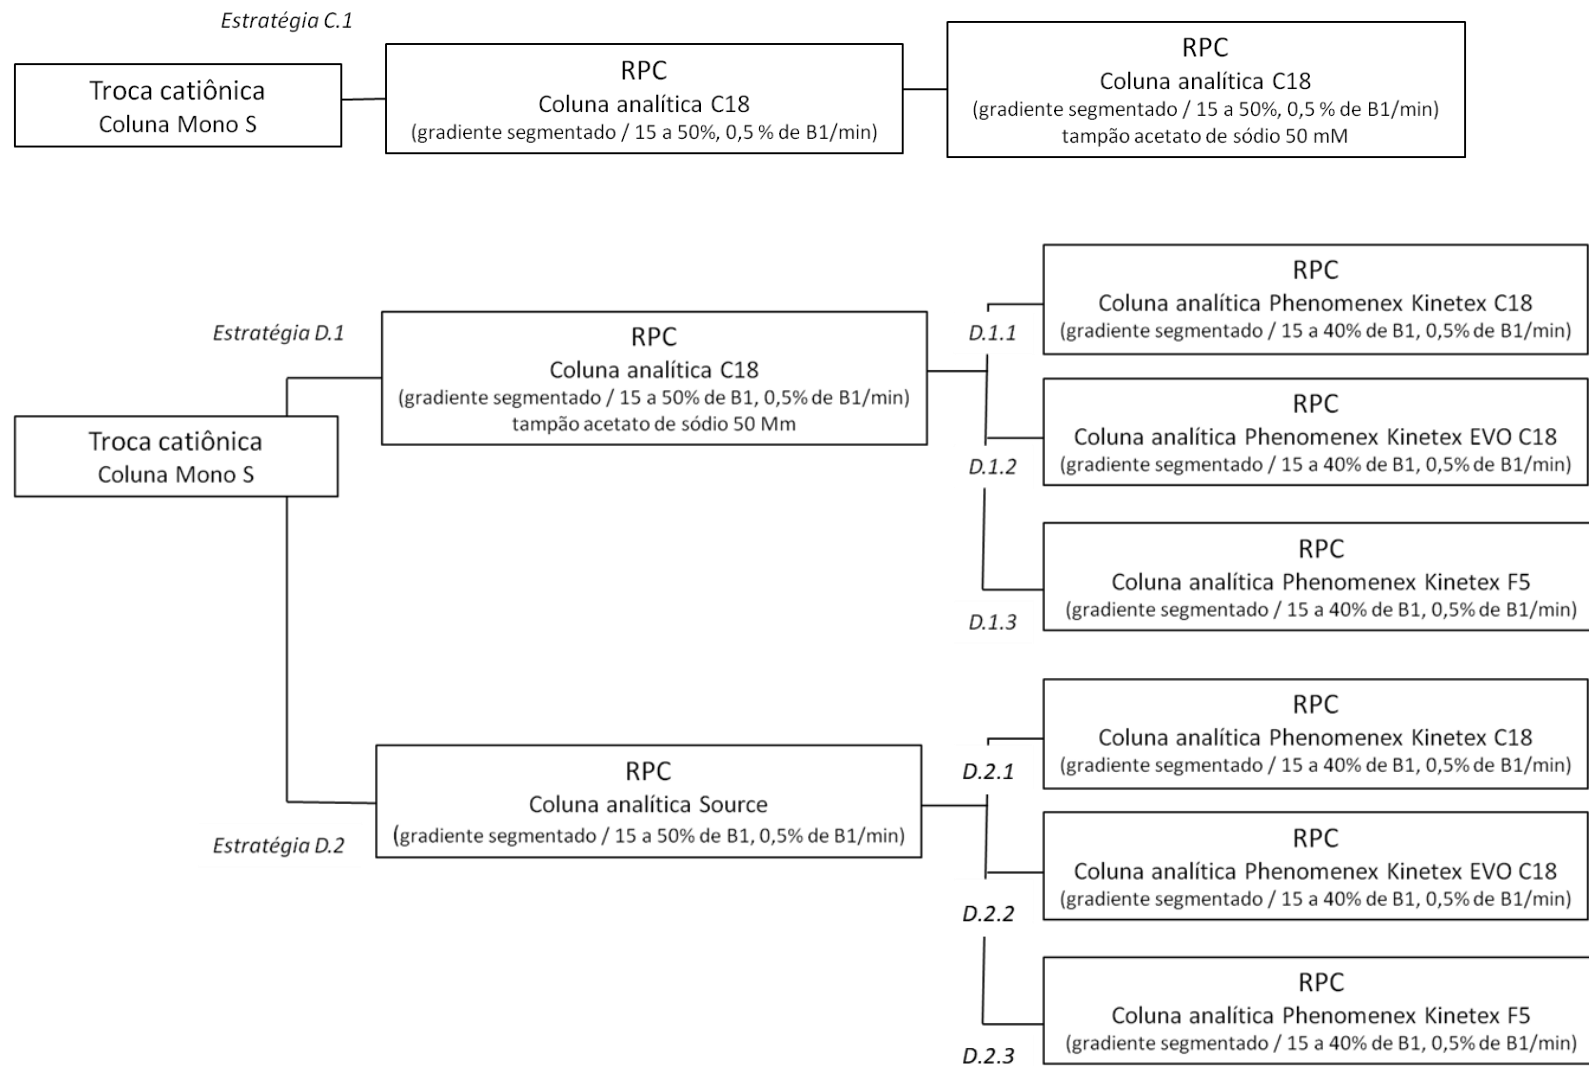 Estratégia C.1
Troca catiônica
Coluna Mono S
RPC
Coluna analítica C18
(gradiente segmentado / 15 a 50%, 0,5 % de B1/min)
RPC
Coluna analítica C18
(gradiente segmentado / 15 a 50%, 0,5 % de B1/min)
tampão acetato de sódio 50 mM
Estratégia D.1
Troca catiônica
Coluna Mono S
RPC
Coluna analítica C18
(gradiente segmentado / 15 a 50% de B1, 0,5% de B1/min)
tampão acetato de sódio 50 Mm
D.1.1
RPC
Coluna analítica Phenomenex Kinetex C18
(gradiente segmentado / 15 a 40% de B1, 0,5% de B1/min)
D.1.2
RPC
Coluna analítica Phenomenex Kinetex EVO C18
(gradiente segmentado / 15 a 40% de B1, 0,5% de B1/min)
D.1.3
RPC
Coluna analítica Phenomenex Kinetex F5
(gradiente segmentado / 15 a 40% de B1, 0,5% de B1/min)
Estratégia D.2
RPC
Coluna analítica Source
(gradiente segmentado / 15 a 50% de B1, 0,5% de B1/min)
D.2.1
RPC
Coluna analítica Phenomenex Kinetex C18
(gradiente segmentado / 15 a 40% de B1, 0,5% de B1/min)
D.2.2
RPC
Coluna analítica Phenomenex Kinetex EVO C18
(gradiente segmentado / 15 a 40% de B1, 0,5% de B1/min)
D.2.3
RPC
Coluna analítica Phenomenex Kinetex F5
(gradiente segmentado / 15 a 40% de B1, 0,5% de B1/min)